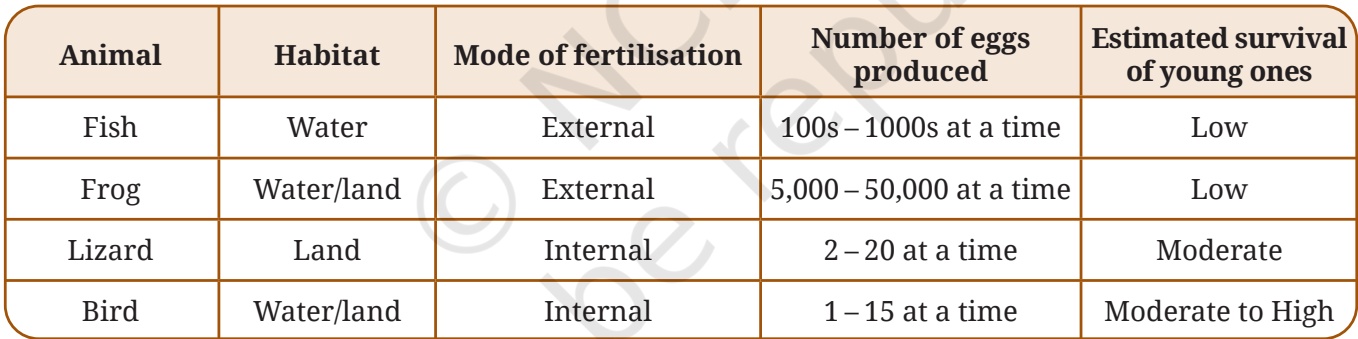 Animal
Habitat
Mode of fertilisation
Number of eggs
produced
Estimated survival
of young ones
Fish
Water
External
100s – 1000s at a time
Low
Frog
Water/land
External
5,000 – 50,000 at a time
Low
Lizard
Land
Internal
2 – 20 at a time
Moderate
Bird
Water/land
Internal
1 – 15 at a time
Moderate to High
©
be